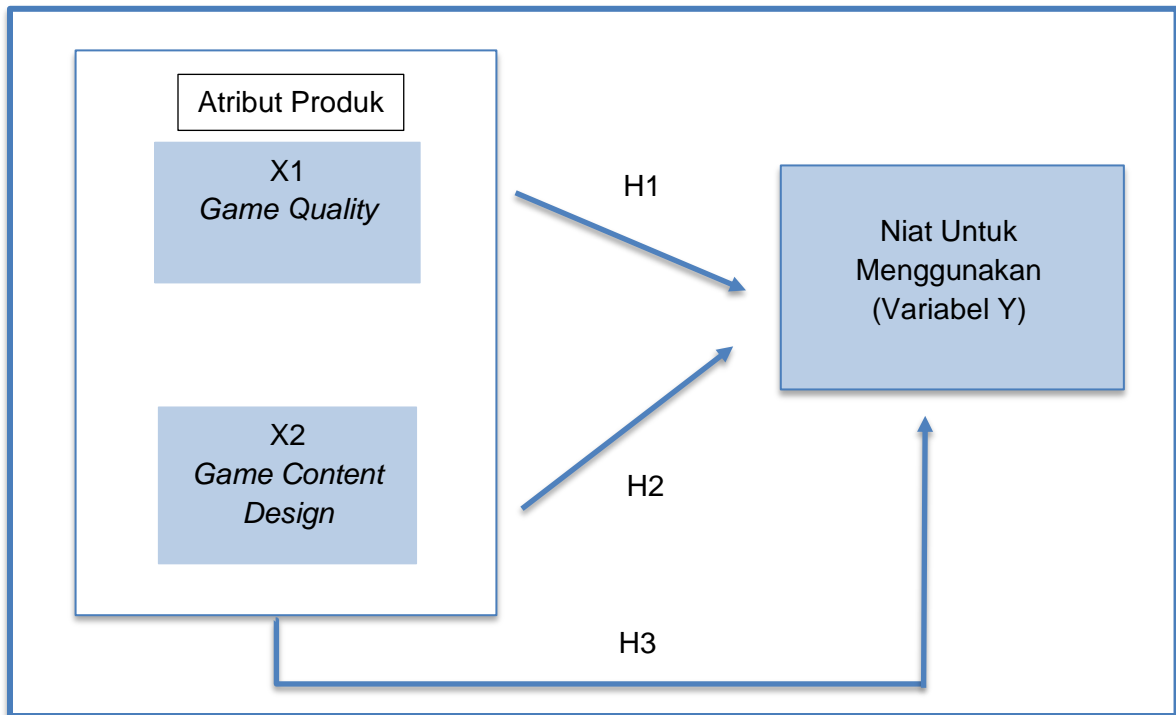 Atribut Produk
X1
Game Quality
H1
Niat Untuk
Menggunakan
(Variabel Y)
X2
Game Content
Design
H2
H3